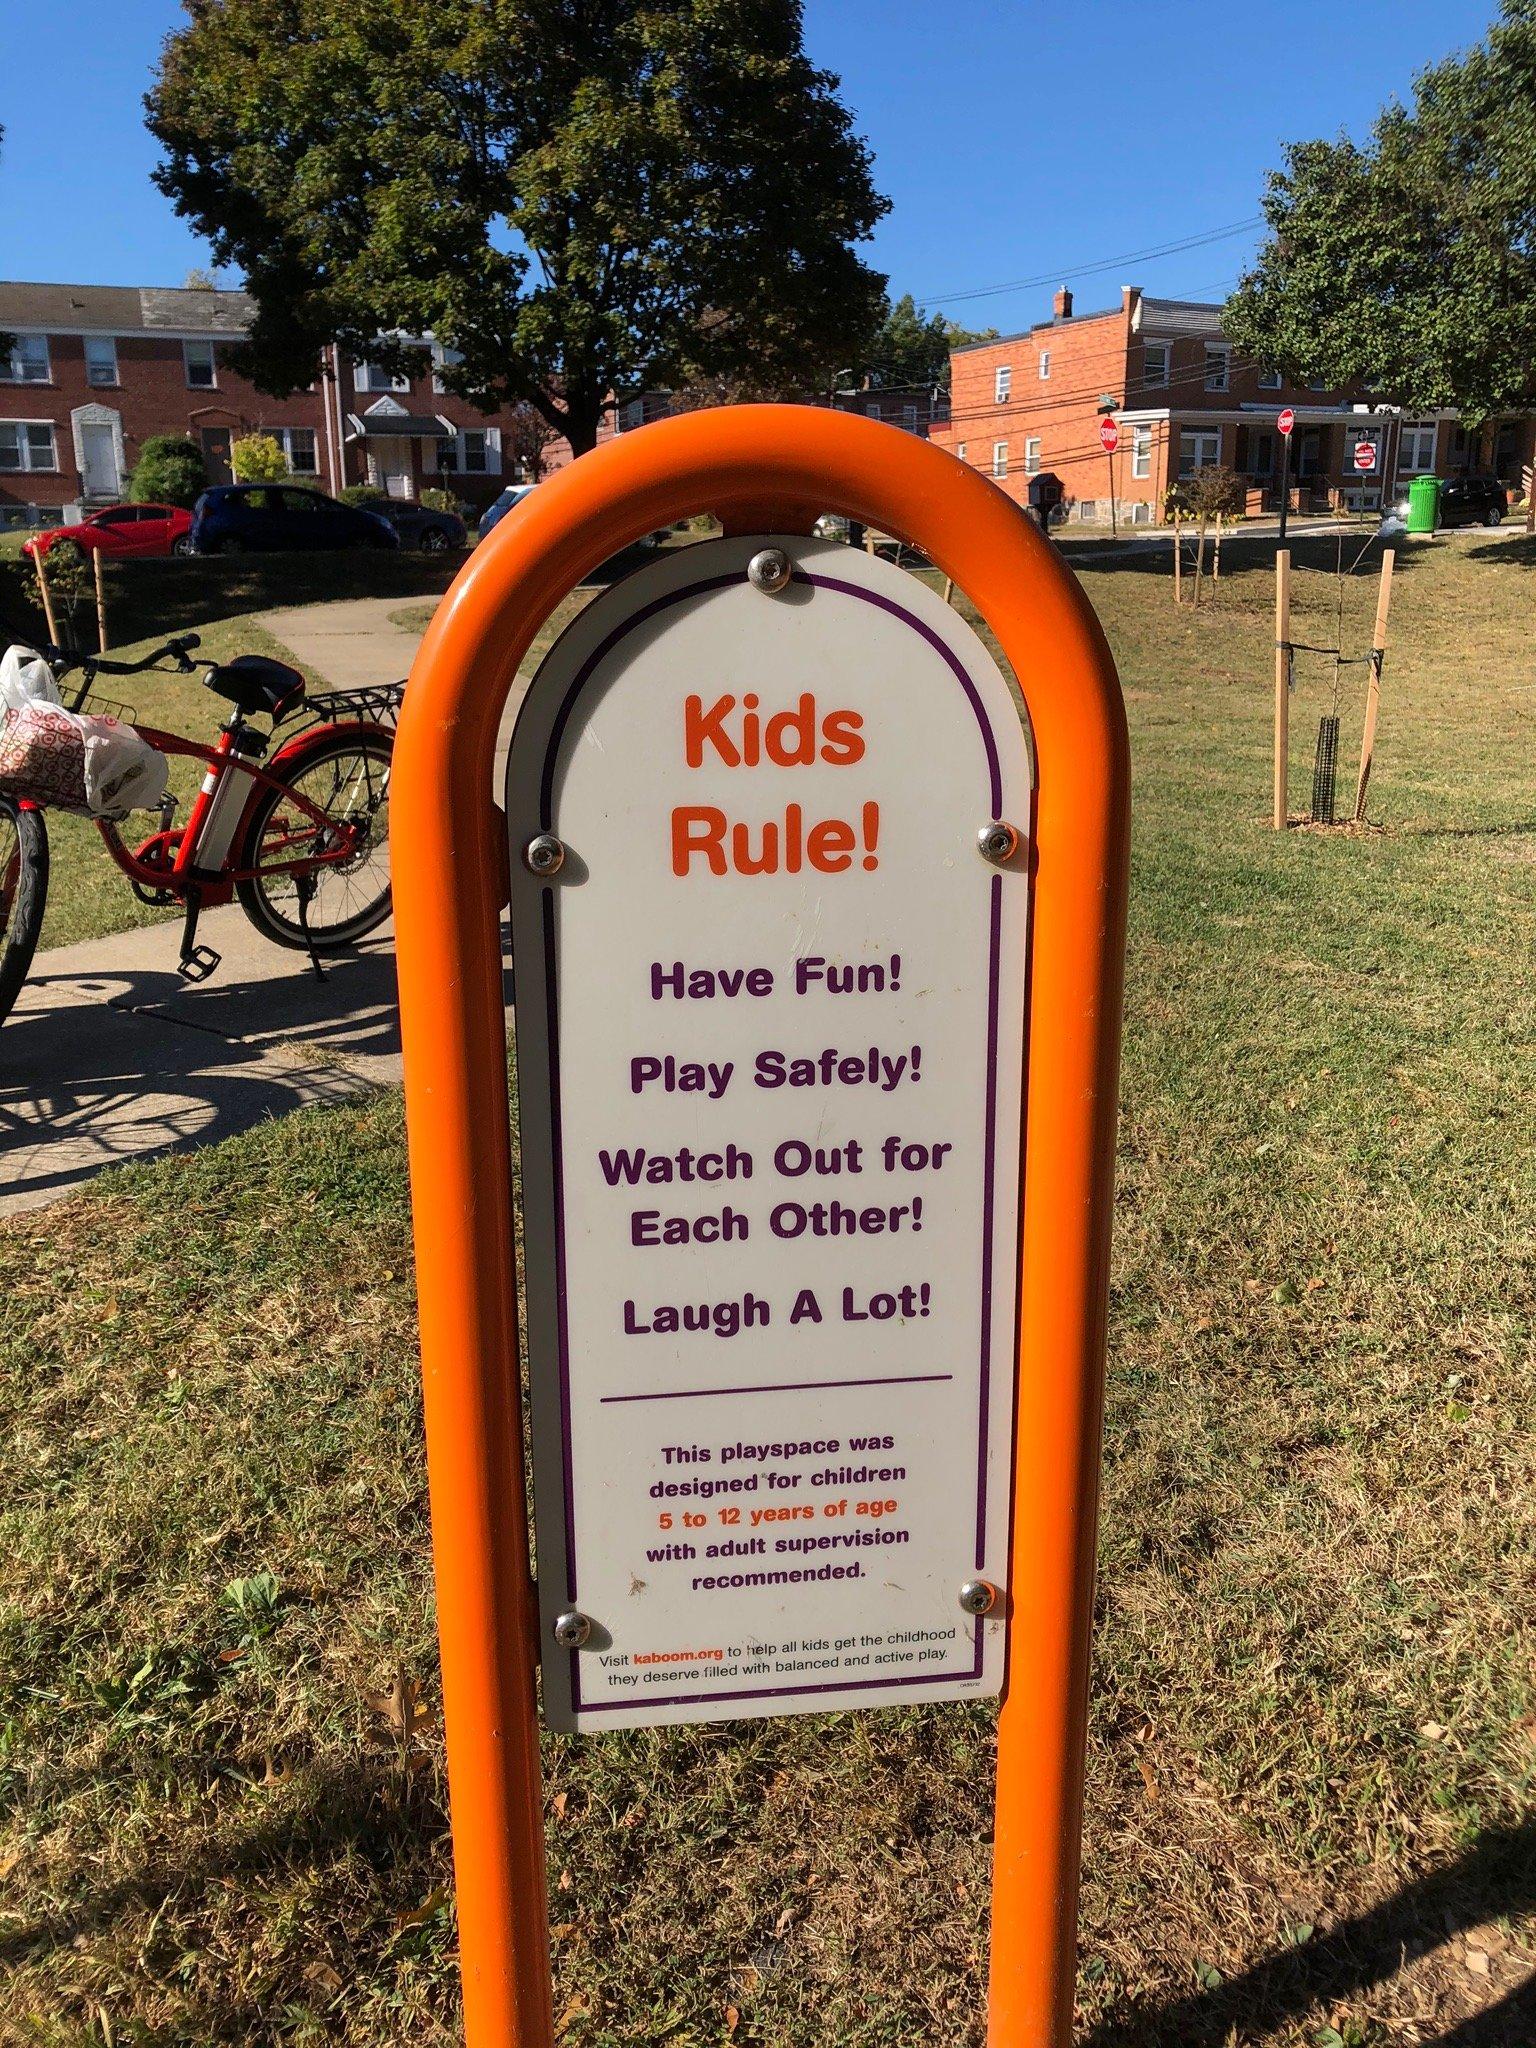 Kids
Rule!
Have Fun!
Play Safely!
Watch Out for
Each Other!
Laugh A Lot!
This playspace was
designed for children
5 to 12 years of age
with adult supervision
recommended.
Visit kaboom.org to help all kids get the childhood
they deserve filled with balanced and active play.
STOP
STOP